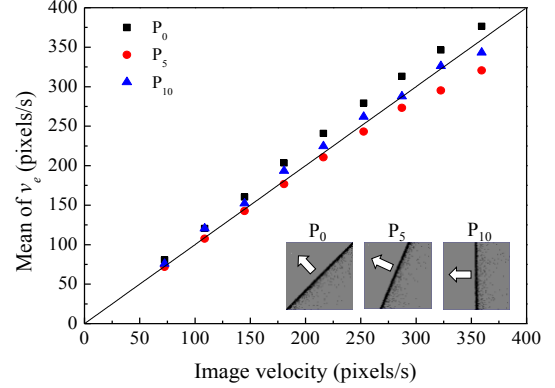 400
350
300
250
200
150
100
50
0
Mean of v_e (pixels/s)
P_0
P_5
P_10
P_0
P_5
P_10
0 50 100 150 200 250 300 350 400
Image velocity (pixels/s)